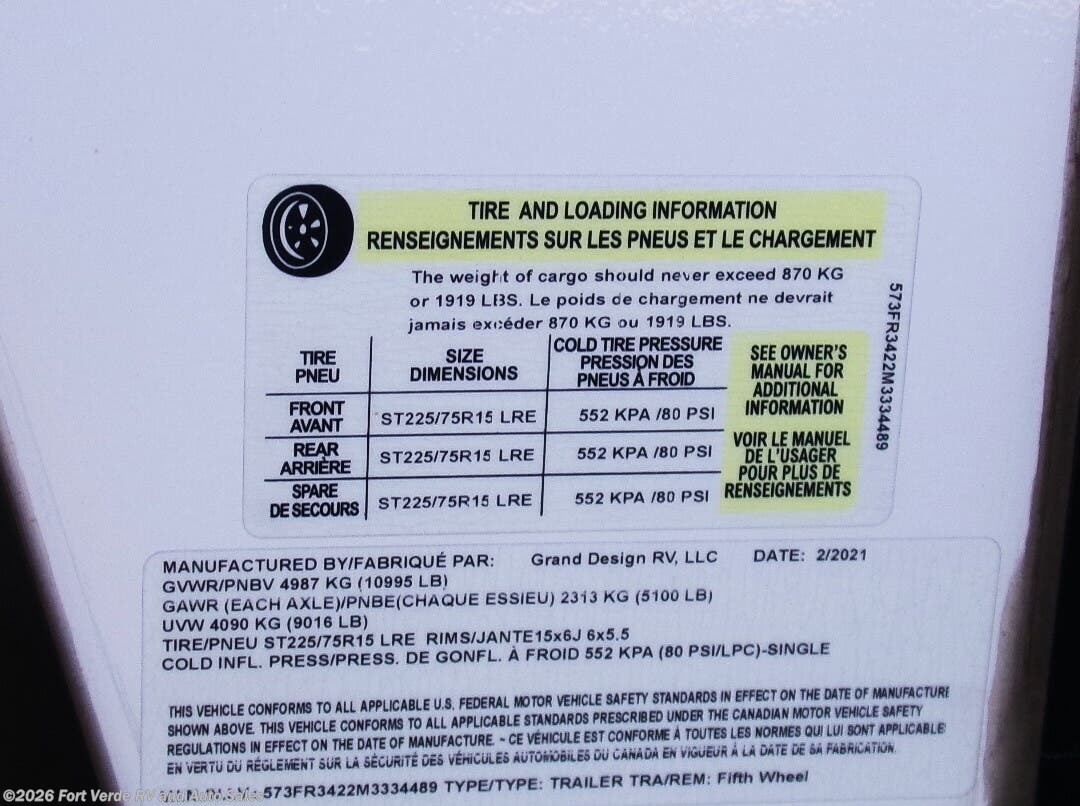 TIRE AND LOADING INFORMATION
RENSEIGNEMENTS SUR LES PNEUS ET LE CHARGEMENT
The weight of cargo should never exceed 870 KG
or 1919 LBS. Le poids de chargement ne devrait
jamais excéder 870 KG ou 1919 LBS.
TIRE
PNEU
SIZE
DIMENSIONS
COLD TIRE PRESSURE
PRESSION DES
PNEUS À FROID
FRONT
AVANT
ST225/75R15 LRE
552 KPA /80 PSI
REAR
ARRIÈRE
ST225/75R15 LRE
552 KPA /80 PSI
SPARE
DE SECOURS
ST225/75R15 LRE
552 KPA /80 PSI
SEE OWNER'S
MANUAL FOR
ADDITIONAL
INFORMATION
VOIR LE MANUEL
DE L'USAGER
POUR PLUS DE
RENSEIGNEMENTS
573FR3422M3334489
MANUFACTURED BY/FABRIQUÉ PAR: Grand Design RV, LLC DATE: 2/2021
GVWR/PNBV 4987 KG (10995 LB)
GAWR (EACH AXLE)/PNBE(CHAQUE ESSIEU) 2313 KG (5100 LB)
UVW 4090 KG (9016 LB)
TIRE/PNEU ST225/75R15 LRE RIMS/JANTE15x6J 6x5.5
COLD INFL. PRESS/PRESS. DE GONFL. À FROID 552 KPA (80 PSI/LPC)-SINGLE
THIS VEHICLE CONFORMS TO ALL APPLICABLE U.S. FEDERAL MOTOR VEHICLE SAFETY STANDARDS IN EFFECT ON THE DATE OF MANUFACTURE
SHOWN ABOVE. THIS VEHICLE CONFORMS TO ALL APPLICABLE STANDARDS PRESCRIBED UNDER THE CANADIAN MOTOR VEHICLE SAFETY
REGULATIONS IN EFFECT ON THE DATE OF MANUFACTURE. ~ CE VÉHICULE EST CONFORME À TOUTES LES NORMES QUI LUI SONT APPLICABLE
EN VERTU DU RÉGLEMENT SUR LA SÉCURITÉ DES VÉHICULES AUTOMOBILES DU CANADA EN VIGUEUR À LA DATE DE SA FABRICATION.
573FR3422M3334489 TYPE/TYPE: TRAILER TRA/REM: Fifth Wheel
©2026 Fort Verde RV and Auto Sales